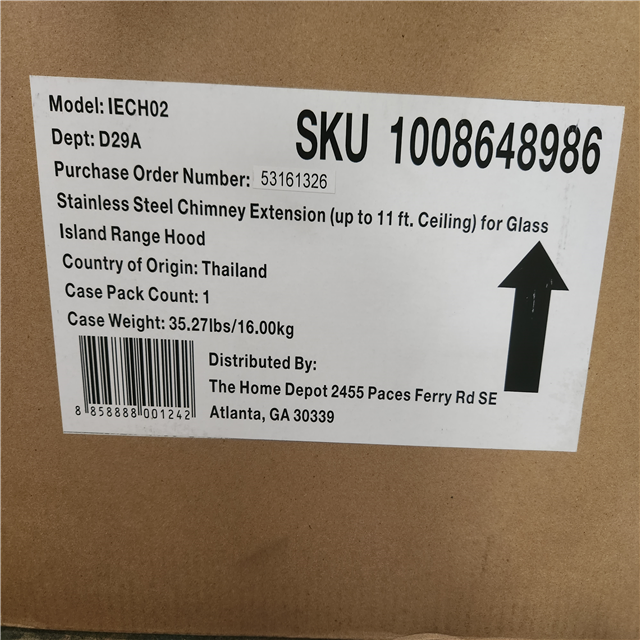 Model: IECH02
SKU 1008648986
Dept: D29A
Purchase Order Number: 53161326
Stainless Steel Chimney Extension (up to 11 ft. Ceiling) for Glass
Island Range Hood
Country of Origin: Thailand
Case Pack Count: 1
Case Weight: 35.27lbs/16.00kg
Distributed By:
The Home Depot 2455 Paces Ferry Rd SE
Atlanta, GA 30339
8 858888 001242